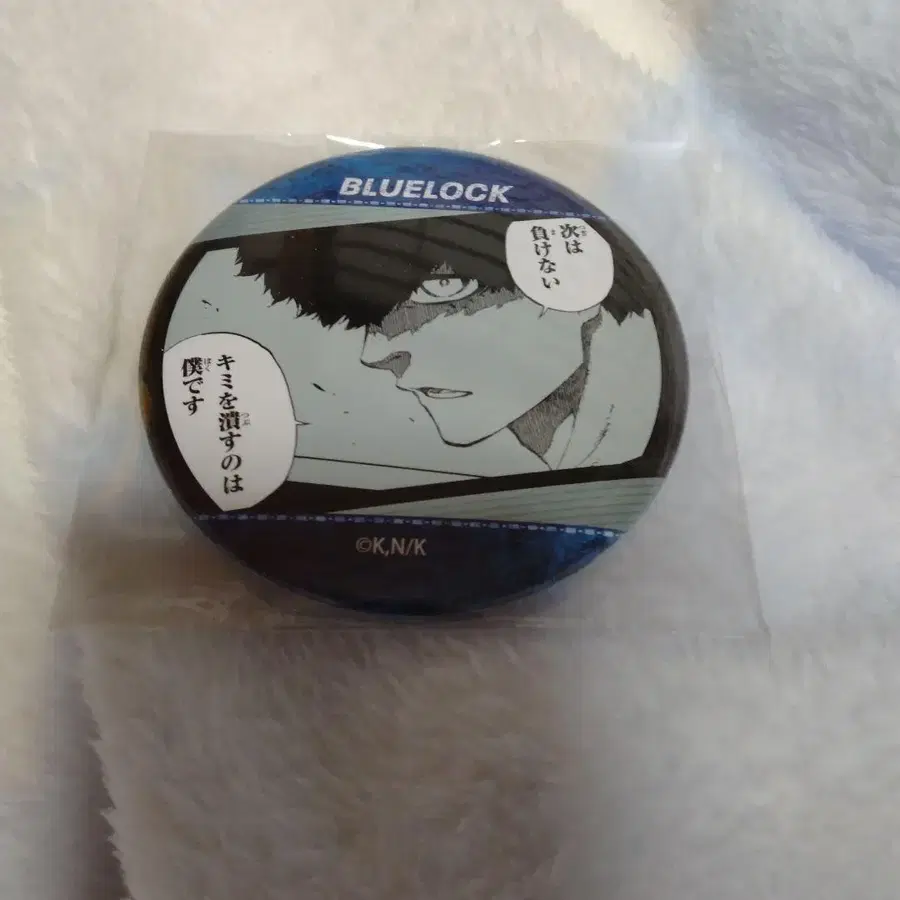 BLUELOCK
次は
負けない
キミを潰すのは
僕です
©K,N/K